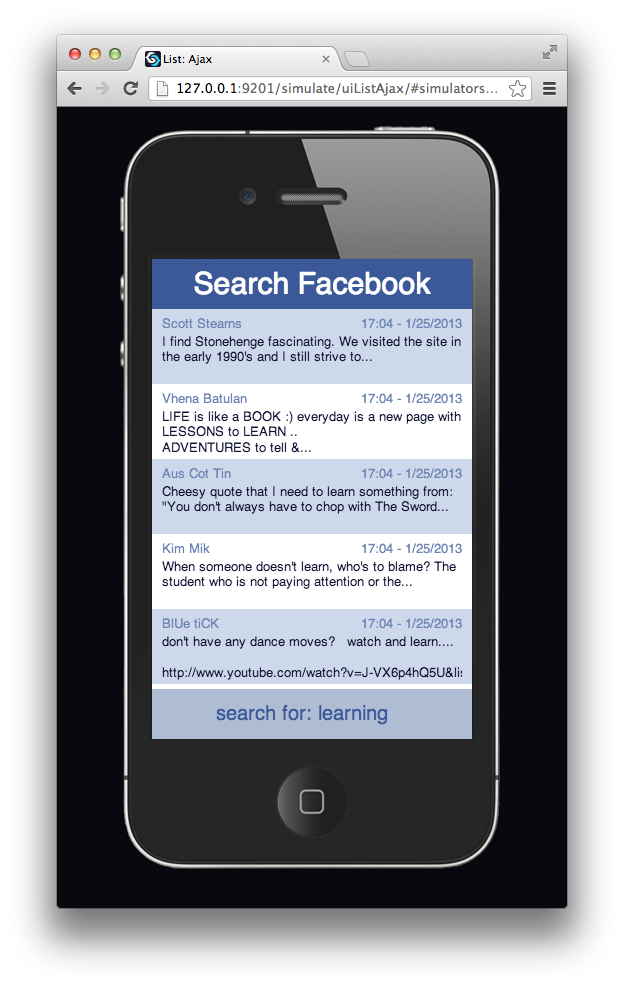 List: Ajax
127.0.0.1:9201/simulate/uiListAjax/#simulators...
Search Facebook
Scott Stearns 17:04 - 1/25/2013
I find Stonehenge fascinating. We visited the site in
the early 1990's and I still strive to...
Vhena Batulan 17:04 - 1/25/2013
LIFE is like a BOOK :) everyday is a new page with
LESSONS to LEARN ..
ADVENTURES to tell &...
Aus Cot Tin 17:04 - 1/25/2013
Cheesy quote that I need to learn something from:
"You don't always have to chop with The Sword...
Kim Mik 17:04 - 1/25/2013
When someone doesn't learn, who's to blame? The
student who is not paying attention or the...
BlUe tiCK 17:04 - 1/25/2013
don't have any dance moves? watch and learn....
http://www.youtube.com/watch?v=J-VX6p4hQ5U&lis
search for: learning